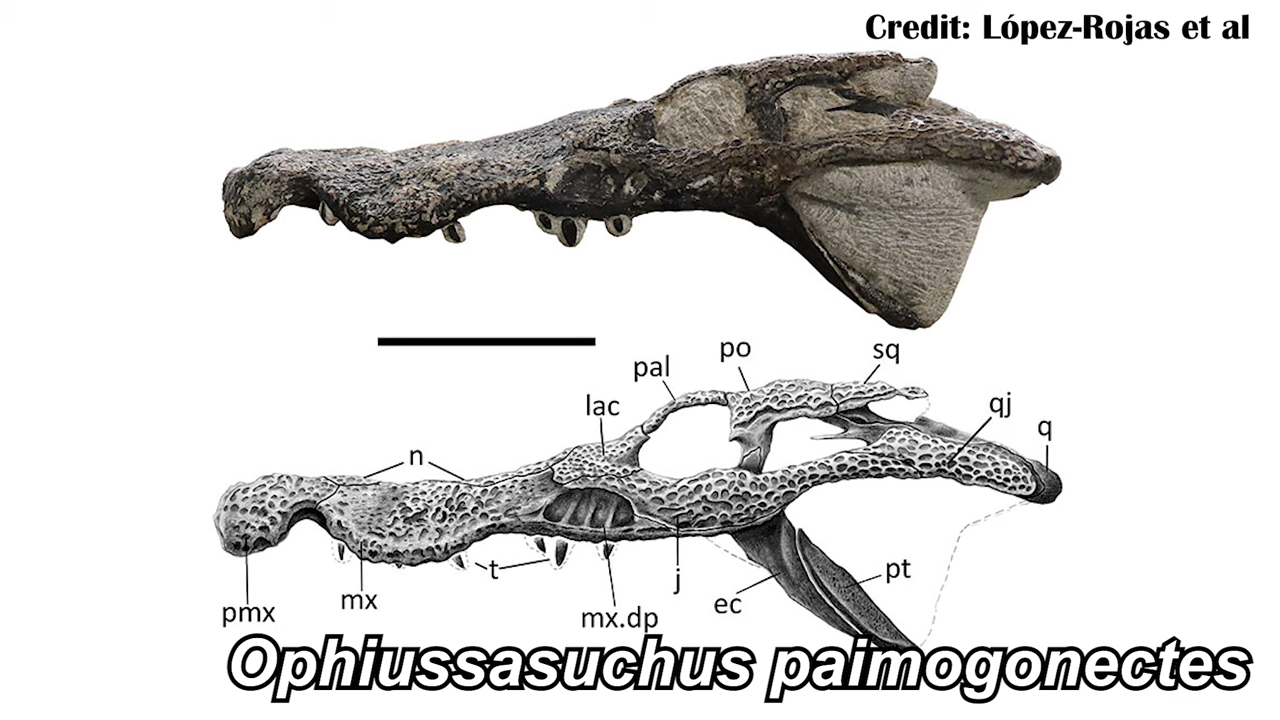 Credit: López-Rojas et al
po
sq
pal
lac
qj
q
n
t
pt
j
ec
mx
pmx
mx.dp
Ophiussasuchus paimogonectes